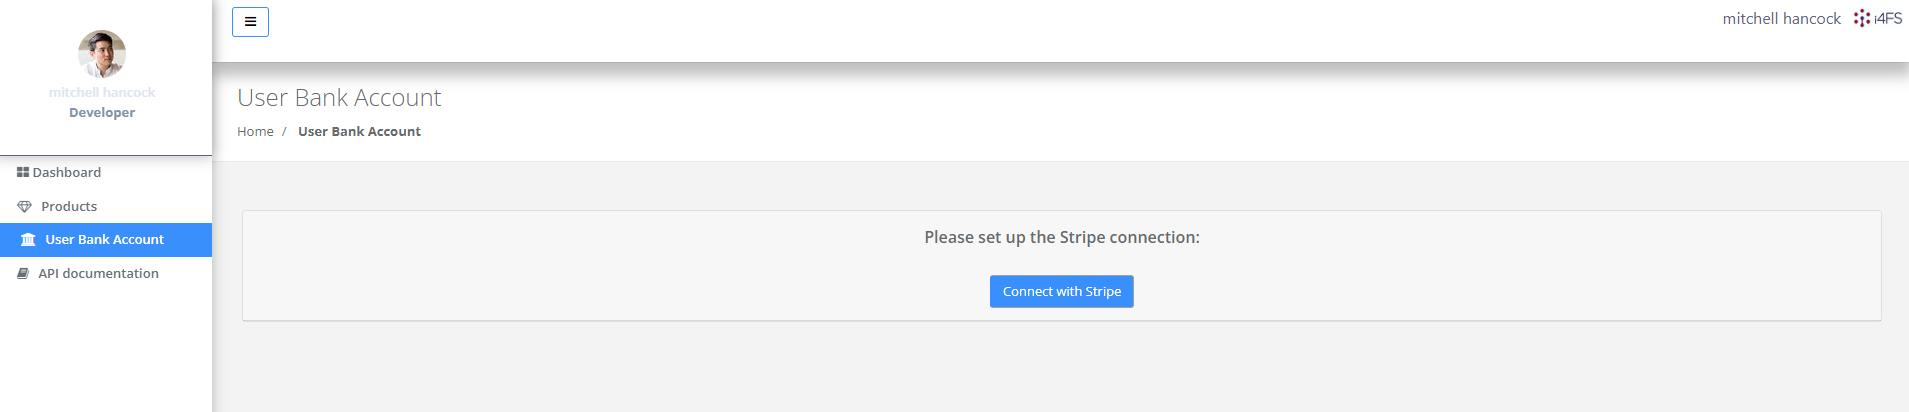 mitchell hancock
Developer
Dashboard
Products
User Bank Account
API documentation
mitchell hancock i4FS
User Bank Account
Home / User Bank Account
Please set up the Stripe connection:
Connect with Stripe